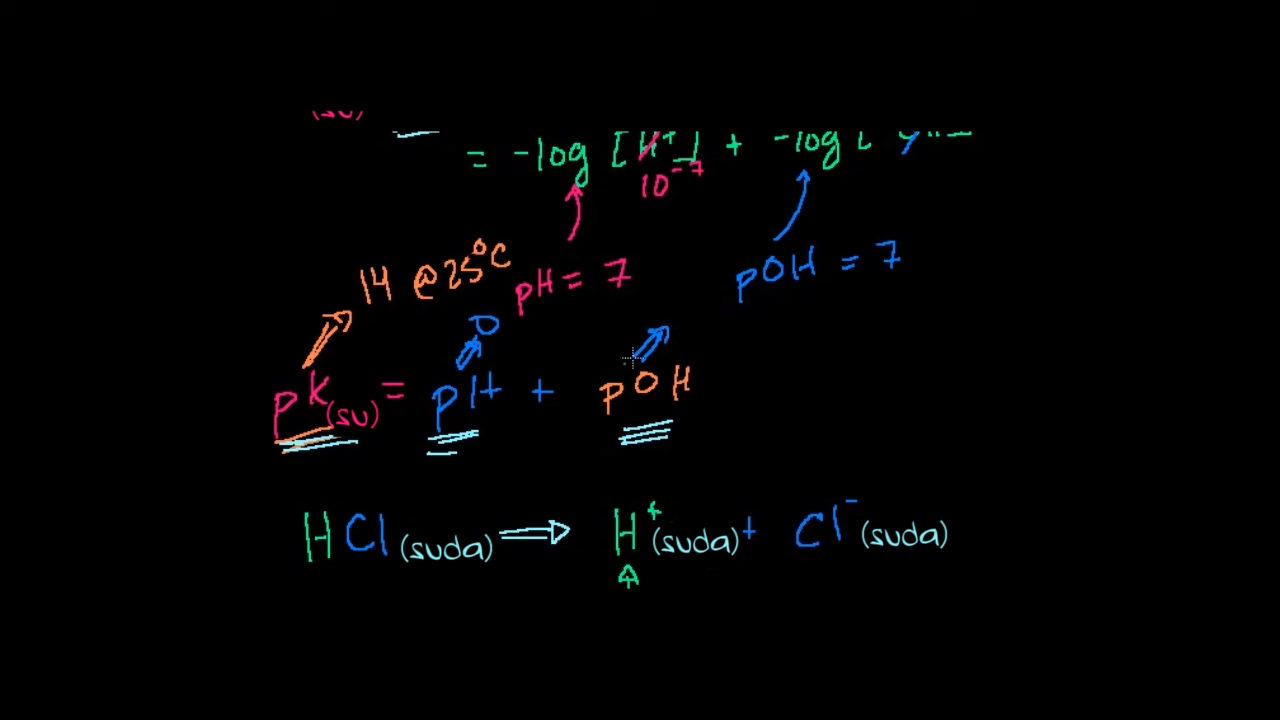 (su)
= -log [H+] + -log [
10⁻⁷
14 @ 25°C
pH = 7
pOH = 7
0
pK(su) = pH + pOH
HCl(suda) ⇒ H⁺(suda) + Cl⁻(suda)